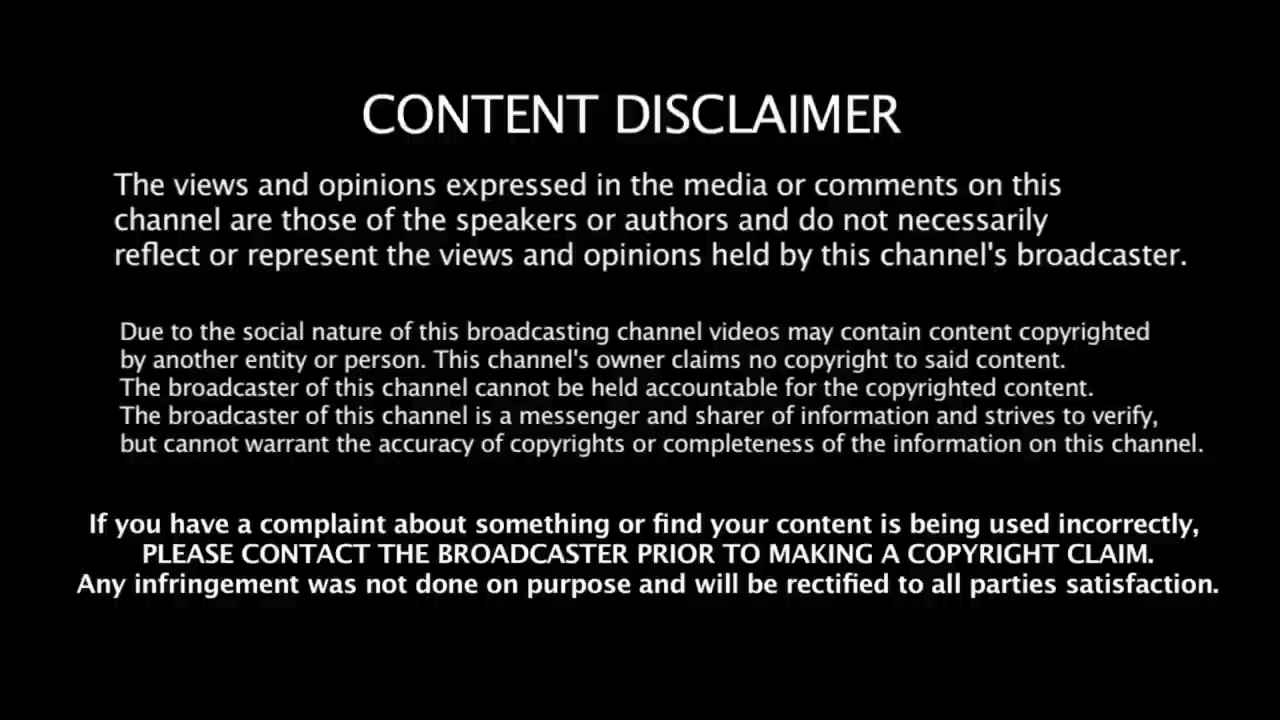 CONTENT DISCLAIMER
The views and opinions expressed in the media or comments on this
channel are those of the speakers or authors and do not necessarily
reflect or represent the views and opinions held by this channel's broadcaster.
Due to the social nature of this broadcasting channel videos may contain content copyrighted
by another entity or person. This channel's owner claims no copyright to said content.
The broadcaster of this channel cannot be held accountable for the copyrighted content.
The broadcaster of this channel is a messenger and sharer of information and strives to verify,
but cannot warrant the accuracy of copyrights or completeness of the information on this channel.
If you have a complaint about something or find your content is being used incorrectly,
PLEASE CONTACT THE BROADCASTER PRIOR TO MAKING A COPYRIGHT CLAIM.
Any infringement was not done on purpose and will be rectified to all parties satisfaction.